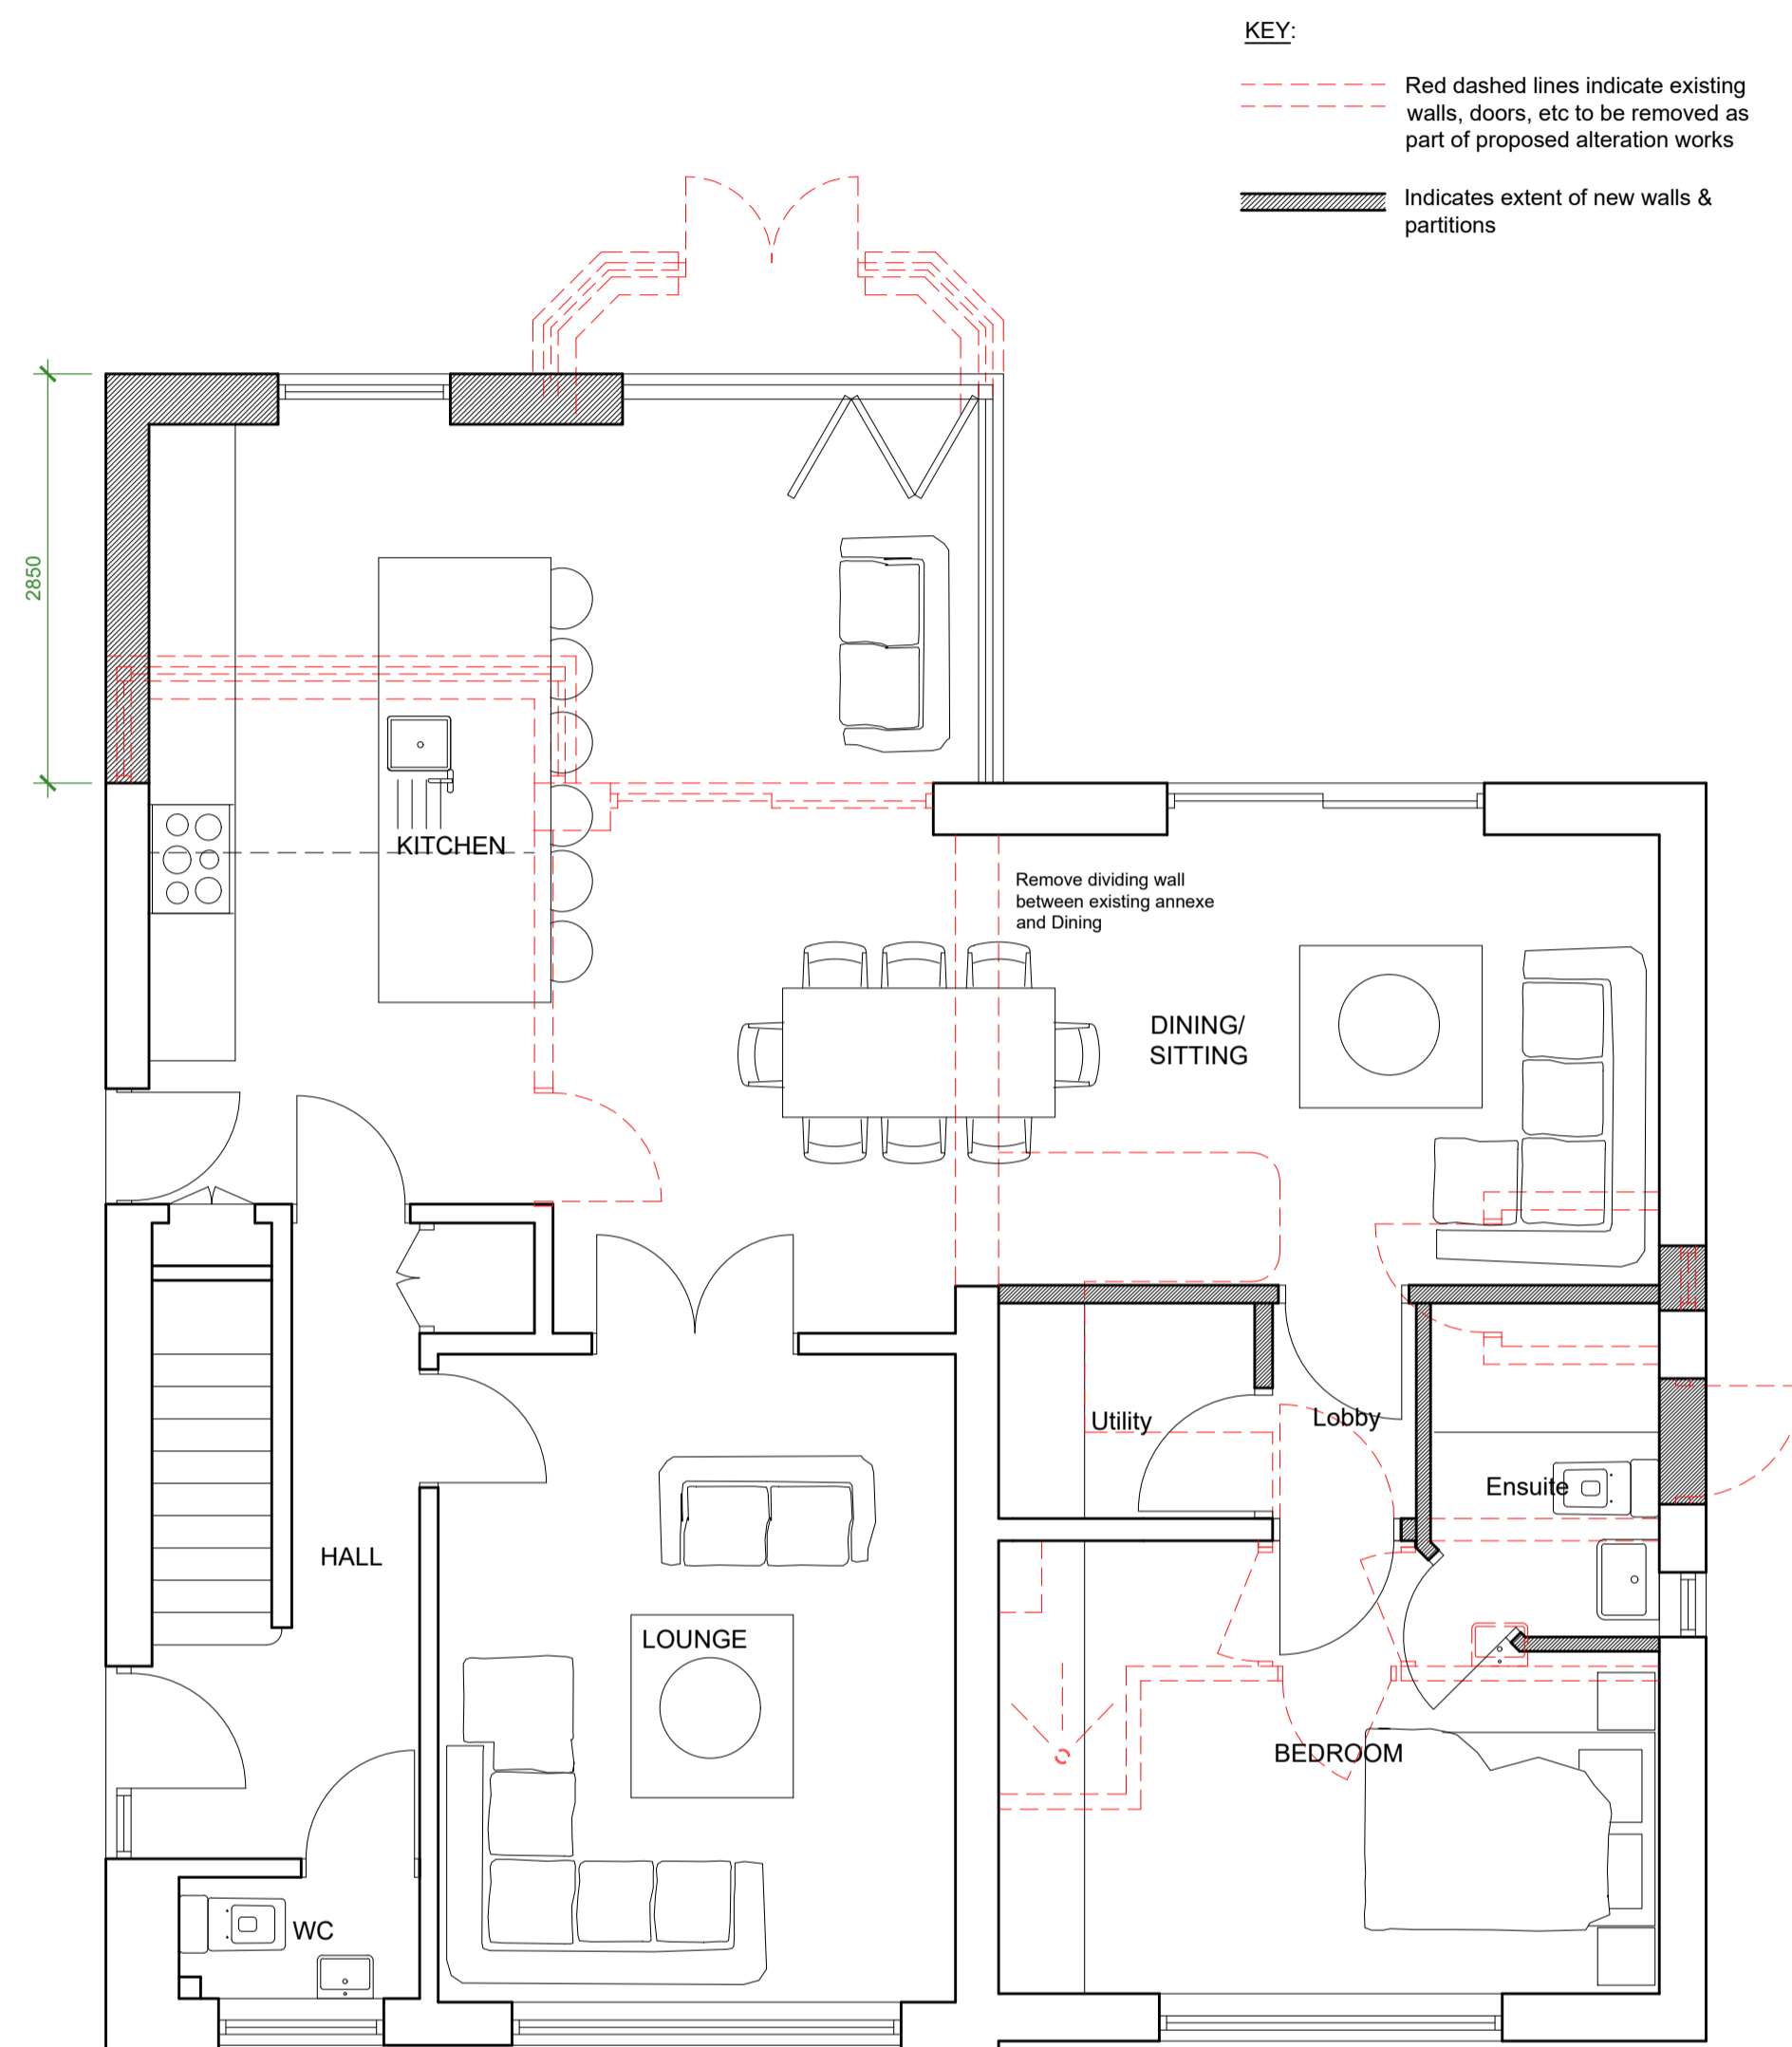 KEY:
Red dashed lines indicate existing
walls, doors, etc to be removed as
part of proposed alteration works
Indicates extent of new walls &
partitions
2850
KITCHEN
Remove dividing wall
between existing annexe
and Dining
DINING/
SITTING
Utility
Lobby
Ensuite
HALL
LOUNGE
BEDROOM
WC